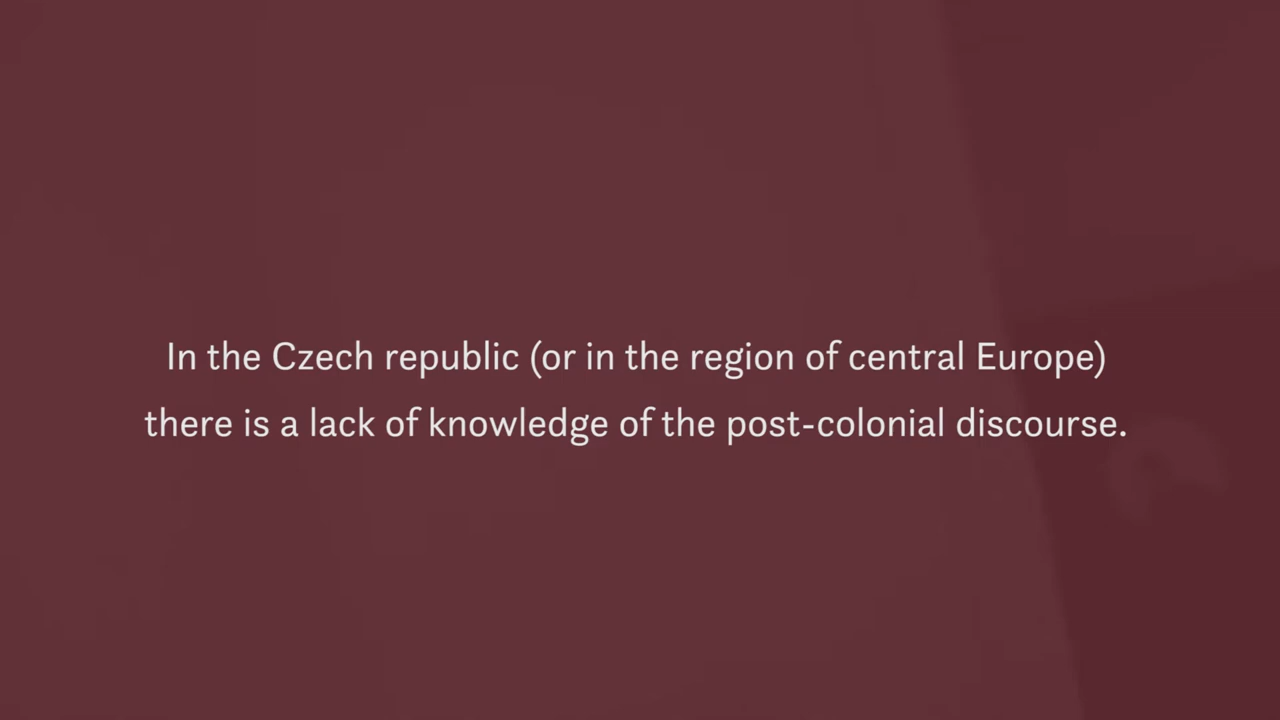 In the Czech republic (or in the region of central Europe)
there is a lack of knowledge of the post-colonial discourse.